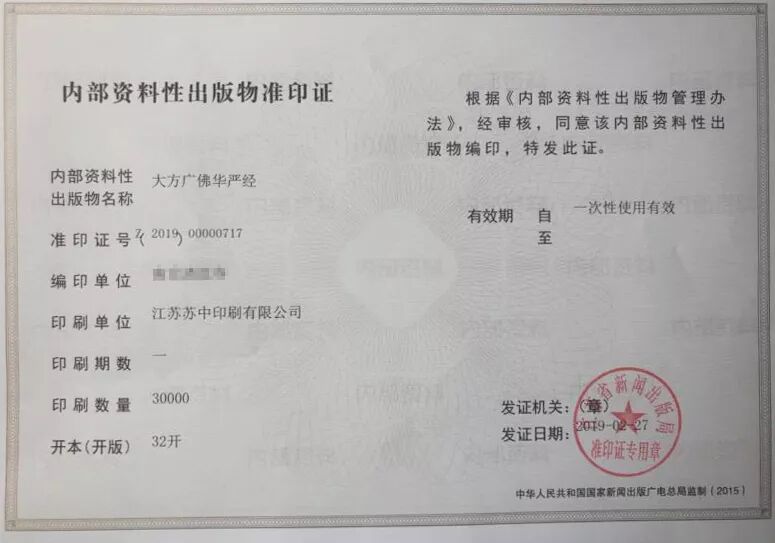 内部资料性出版物准印证
内部资料性
出版物名称
大方广佛华严经
准印证号 Z（2019）00000717
编印单位
印刷单位 江苏苏中印刷有限公司
印刷期数 一
印刷数量 30000
开本(开版) 32开
根据《内部资料性出版物管理办
法》，经审核，同意该内部资料性出
版物编印，特发此证。
有效期 自 一次性使用有效
至
发证机关：(章)
发证日期：2019-02-27
省新闻出版局
准印证专用章
中华人民共和国国家新闻出版广电总局监制(2015)